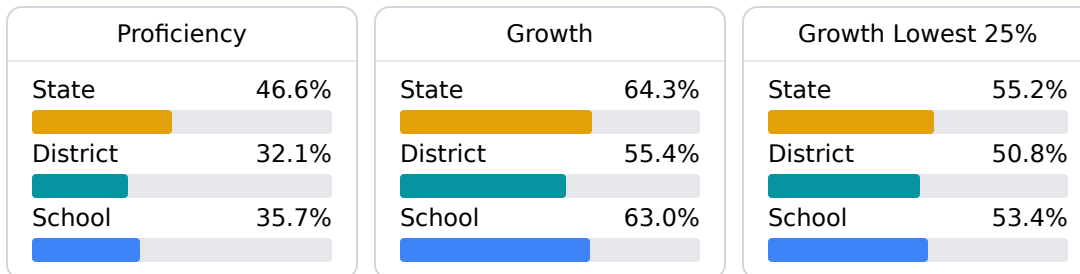 Proficiency
State 46.6%
District 32.1%
School 35.7%
Growth
State 64.3%
District 55.4%
School 63.0%
Growth Lowest 25%
State 55.2%
District 50.8%
School 53.4%